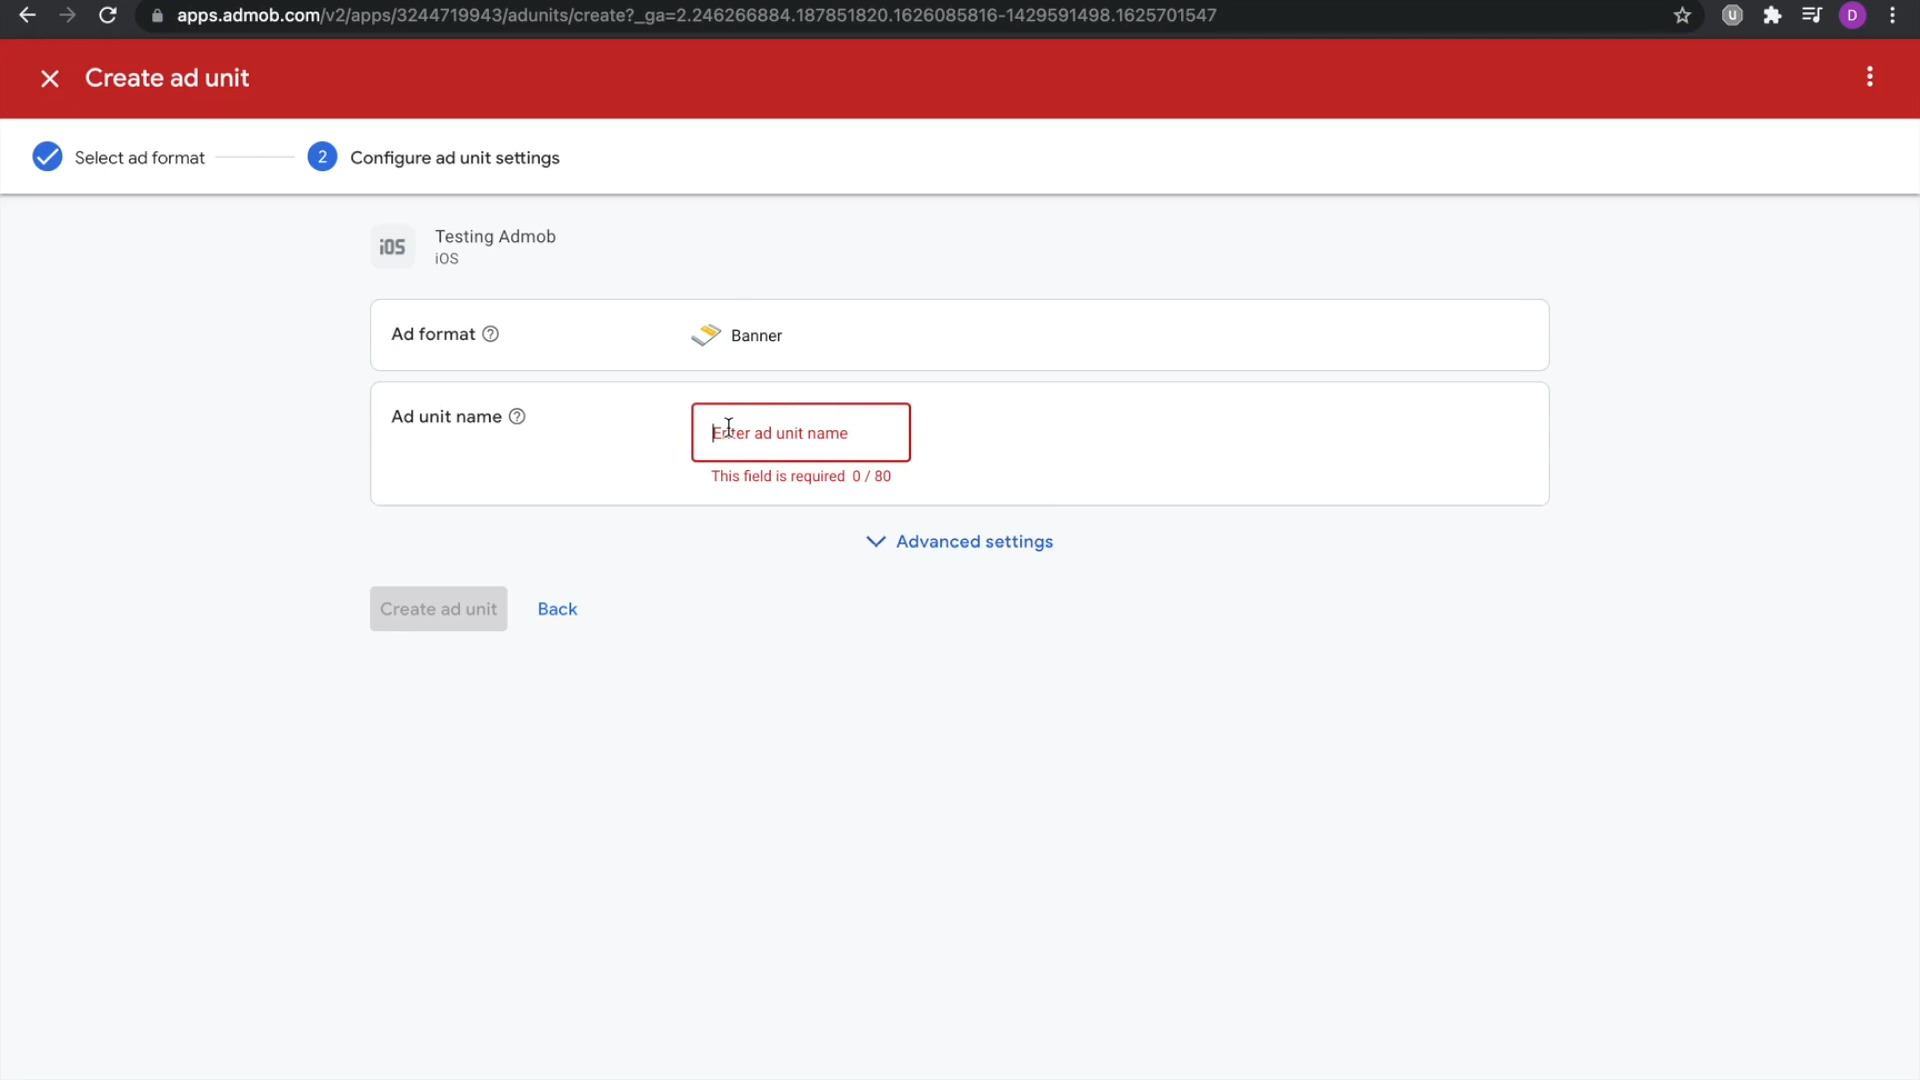 apps.admob.com/v2/apps/3244719943/adunits/create?_ga=2.246266884.187851820.1626085816-1429591498.1625701547
U
D
Create ad unit
Select ad format
2
Configure ad unit settings
iOS
Testing Admob
iOS
Ad format
Banner
Ad unit name
Enter ad unit name
This field is required 0 / 80
Advanced settings
Create ad unit
Back